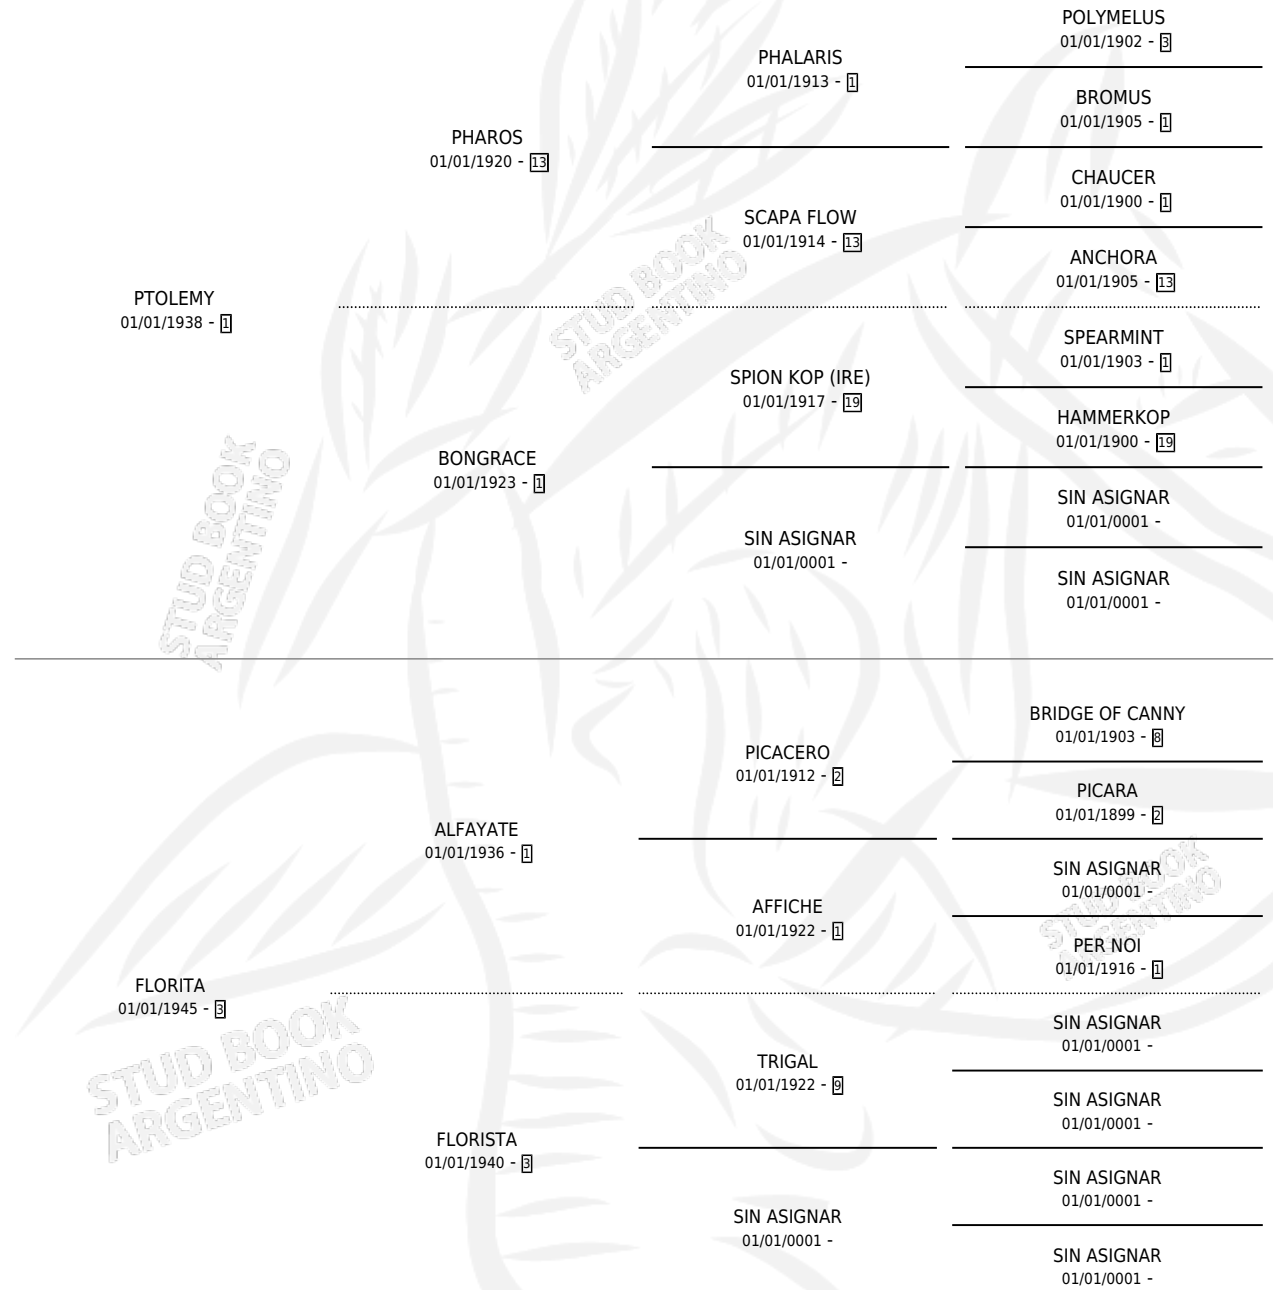 POLYMELUS
01/01/1902 - 3
PHALARIS
01/01/1913 - 1
BROMUS
01/01/1905 - 1
PHAROS
01/01/1920 - 13
CHAUCER
01/01/1900 - 1
SCAPA FLOW
01/01/1914 - 13
ANCHORA
01/01/1905 - 13
PTOLEMY
01/01/1938 - 1
SPEARMINT
01/01/1903 - 1
SPION KOP (IRE)
01/01/1917 - 19
HAMMERKOP
01/01/1900 - 19
BONGRACE
01/01/1923 - 1
SIN ASIGNAR
01/01/0001 -
SIN ASIGNAR
01/01/0001 -
SIN ASIGNAR
01/01/0001 -
BRIDGE OF CANNY
01/01/1903 - 8
PICACERO
01/01/1912 - 2
PICARA
01/01/1899 - 2
ALFAYATE
01/01/1936 - 1
SIN ASIGNAR
01/01/0001 -
AFFICHE
01/01/1922 - 1
PER NOI
01/01/1916 - 1
FLORITA
01/01/1945 - 3
SIN ASIGNAR
01/01/0001 -
TRIGAL
01/01/1922 - 9
SIN ASIGNAR
01/01/0001 -
FLORISTA
01/01/1940 - 3
SIN ASIGNAR
01/01/0001 -
SIN ASIGNAR
01/01/0001 -
SIN ASIGNAR
01/01/0001 -
STUD BOOK
ARGENTINO
STUD BOOK
ARGENTINO
STUD BOOK
ARGENTINO
STUD BOOK
ARGENTINO